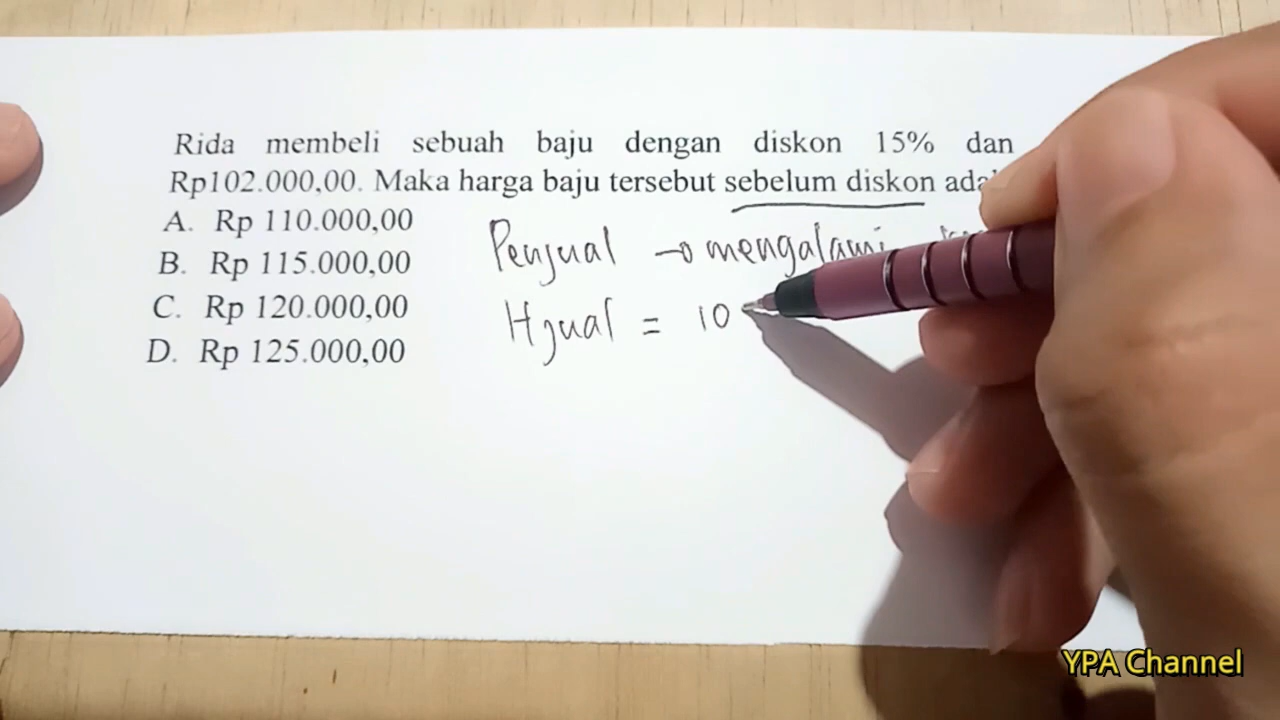 Rida membeli sebuah baju dengan diskon 15% dan
Rp102.000,00. Maka harga baju tersebut sebelum diskon
A. Rp 110.000,00
B. Rp 115.000,00
C. Rp 120.000,00
D. Rp 125.000,00
Penjual → mengalami
Hjual = 10
YPA Channel